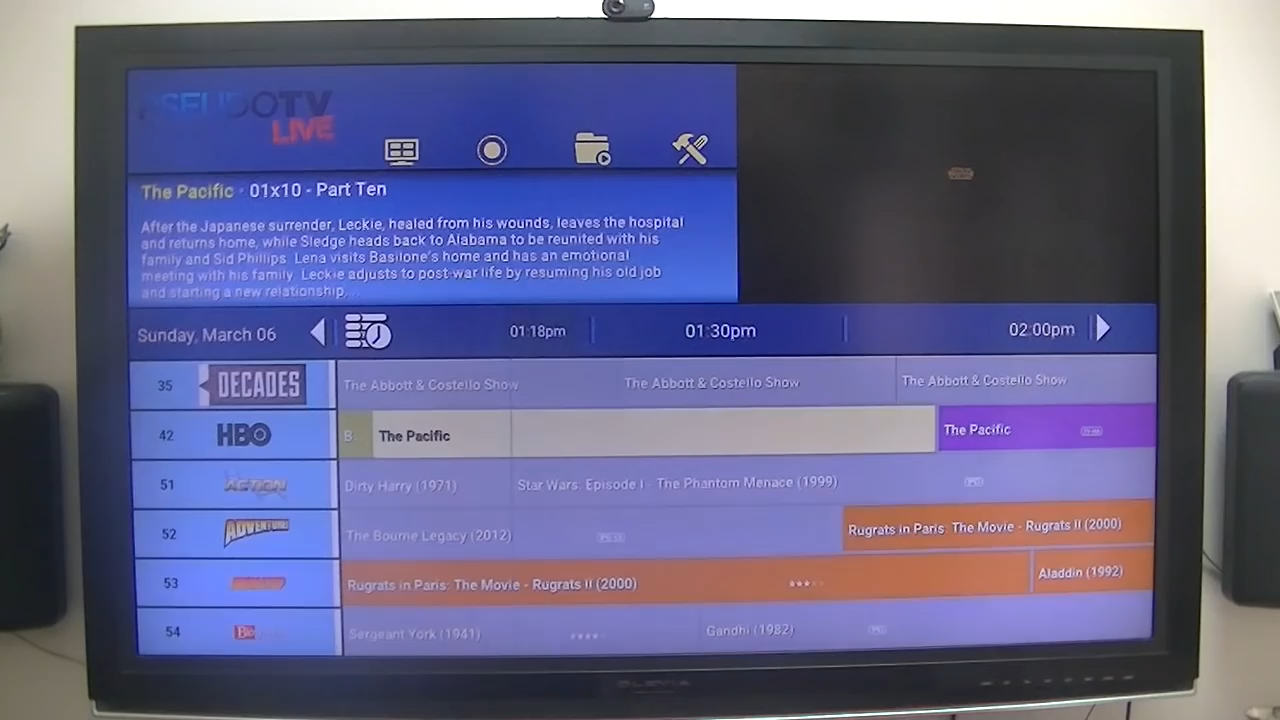 PSEUDOTV
LIVE
The Pacific - 01x10 - Part Ten
After the Japanese surrender, Leckie, healed from his wounds, leaves the hospital
and returns home, while Sledge heads back to Alabama to be reunited with his
family and Sid Phillips. Lena visits Basilone's home and has an emotional
meeting with his family. Leckie adjusts to post-war life by resuming his old job
and starting a new relationship....
Sunday, March 06 01:18pm 01:30pm 02:00pm
35 DECADES The Abbott & Costello Show The Abbott & Costello Show The Abbott & Costello Show
42 HBO B The Pacific The Pacific
51 ACTION Dirty Harry (1971) Star Wars: Episode I - The Phantom Menace (1999) PG
52 ADVENTURE The Bourne Legacy (2012) PG-13 Rugrats in Paris: The Movie - Rugrats II (2000)
53 Rugrats in Paris: The Movie - Rugrats II (2000) Aladdin (1992)
54 Sergeant York (1941) Gandhi (1982) PG
OLEVIA